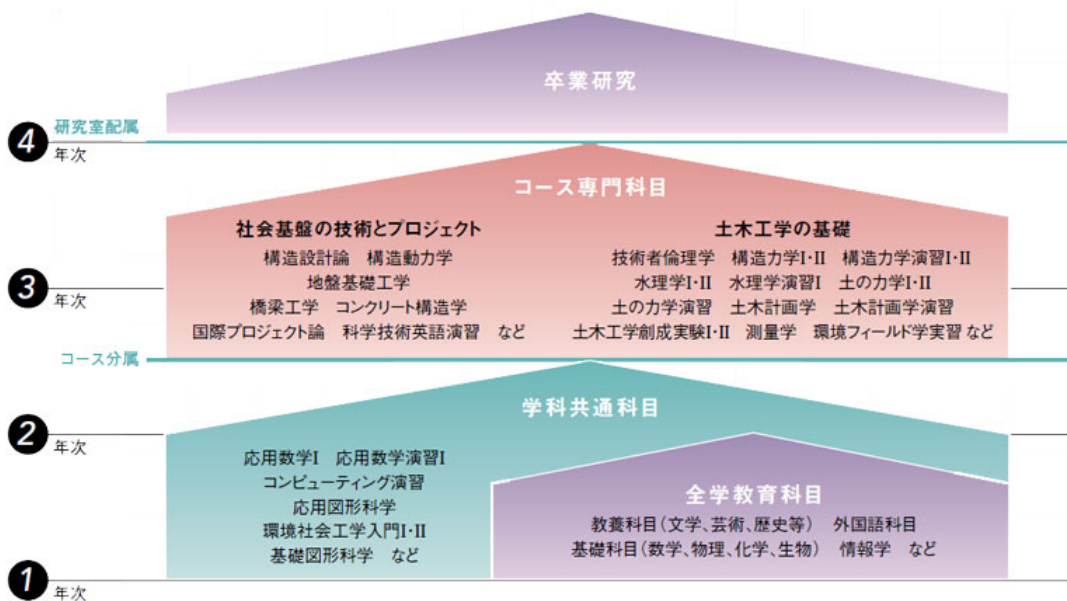 卒業研究
研究室配属
4
年次
コース専門科目
社会基盤の技術とプロジェクト
構造設計論 構造動力学
地盤基礎工学
橋梁工学 コンクリート構造学
国際プロジェクト論 科学技術英語演習 など
土木工学の基礎
技術者倫理学 構造力学I・II 構造力学演習I・II
水理学I・II 水理学演習I 土の力学I・II
土の力学演習 土木計画学 土木計画学演習
土木工学創成実験I・II 測量学 環境フィールド学実習 など
3
年次
コース分属
学科共通科目
2
年次
応用数学I 応用数学演習I
コンピューティング演習
応用図形科学
環境社会工学入門I・II
基礎図形科学 など
全学教育科目
教養科目(文学、芸術、歴史等) 外国語科目
基礎科目(数学、物理、化学、生物) 情報学 など
1
年次